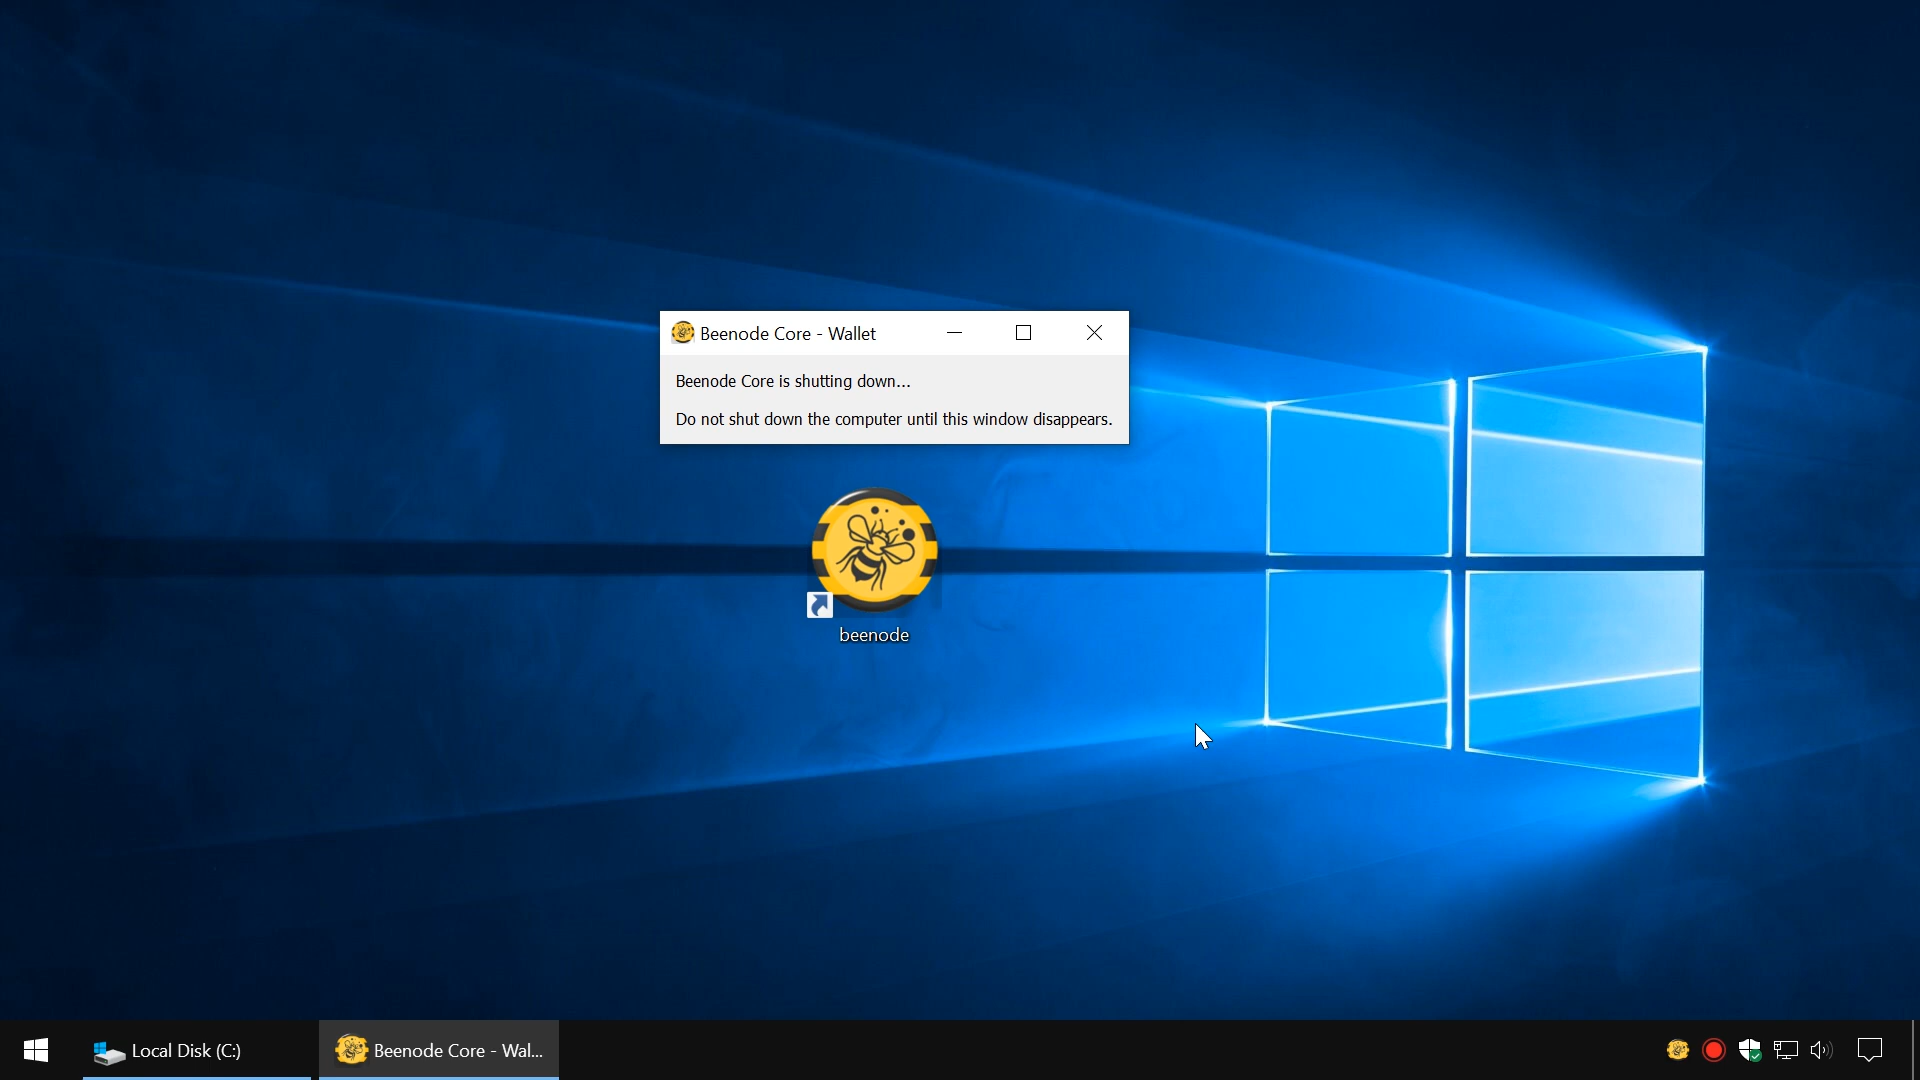 Beenode Core - Wallet
Beenode Core is shutting down...
Do not shut down the computer until this window disappears.
beenode
Local Disk (C:)
Beenode Core - Wal...